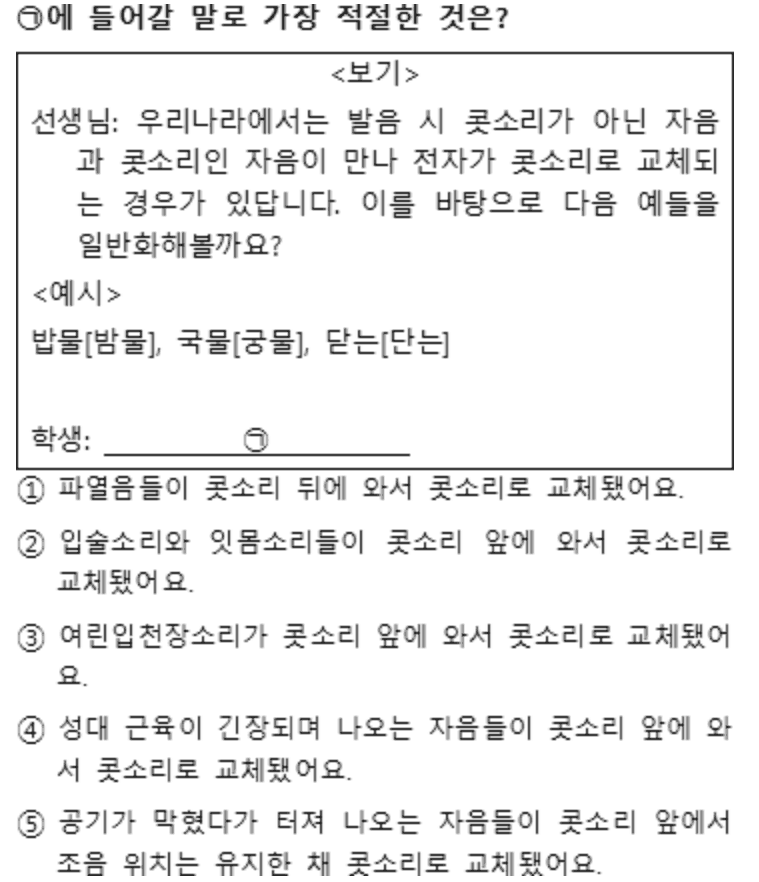 ㉠에 들어갈 말로 가장 적절한 것은?
<보기>
선생님: 우리나라에서는 발음 시 콧소리가 아닌 자음
과 콧소리인 자음이 만나 전자가 콧소리로 교체되
는 경우가 있답니다. 이를 바탕으로 다음 예들을
일반화해볼까요?
<예시>
밥물[밤물], 국물[궁물], 닫는[단는]
학생: ㉠
① 파열음들이 콧소리 뒤에 와서 콧소리로 교체됐어요.
② 입술소리와 잇몸소리들이 콧소리 앞에 와서 콧소리로
교체됐어요.
③ 여린입천장소리가 콧소리 앞에 와서 콧소리로 교체됐어
요.
④ 성대 근육이 긴장되며 나오는 자음들이 콧소리 앞에 와
서 콧소리로 교체됐어요.
⑤ 공기가 막혔다가 터져 나오는 자음들이 콧소리 앞에서
조음 위치는 유지한 채 콧소리로 교체됐어요.